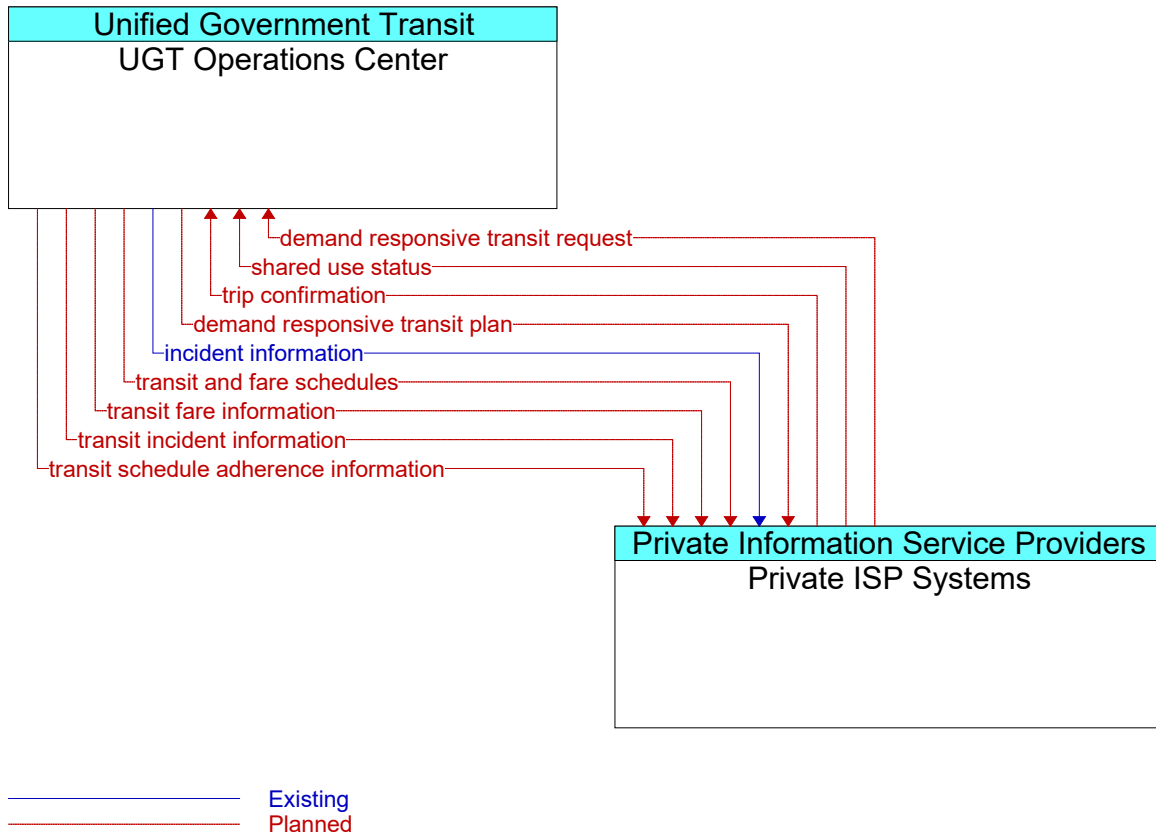 Unified Government Transit
UGT Operations Center
demand responsive transit request
shared use status
trip confirmation
demand responsive transit plan
incident information
transit and fare schedules
transit fare information
transit incident information
transit schedule adherence information
Private Information Service Providers
Private ISP Systems
Existing
Planned